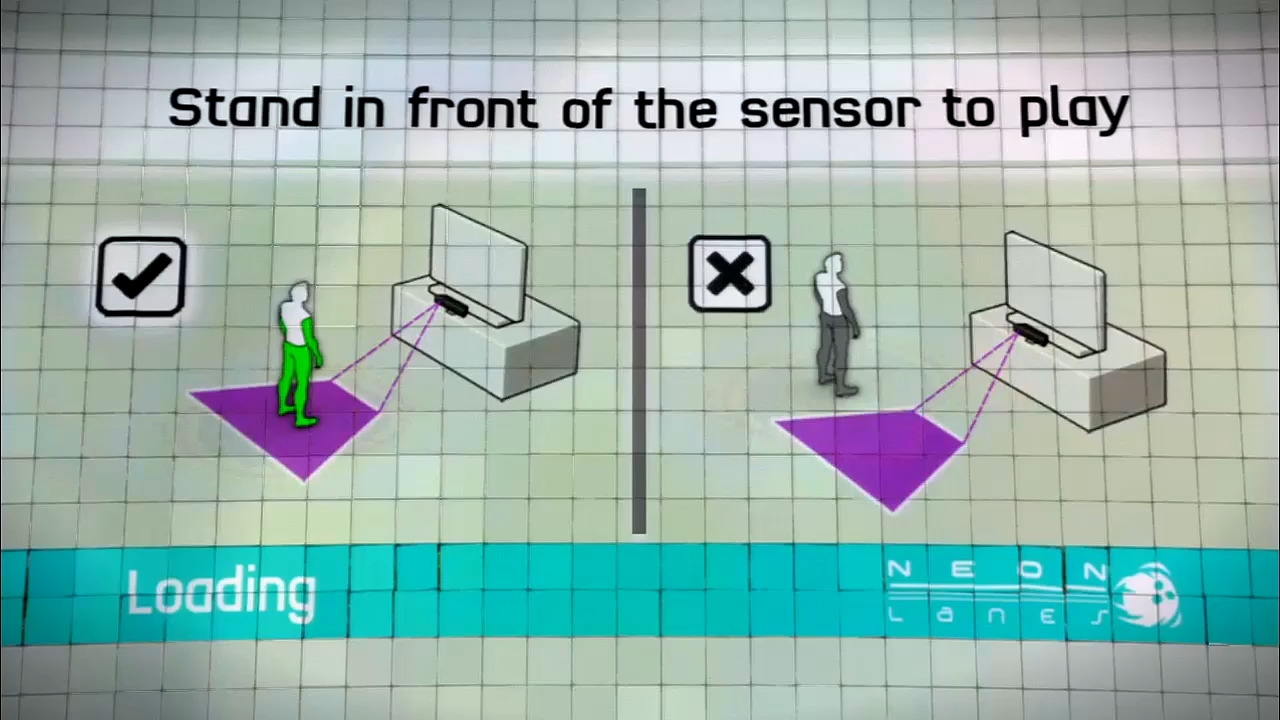 Stand in front of the sensor to play
Loading
NEON
LaneS